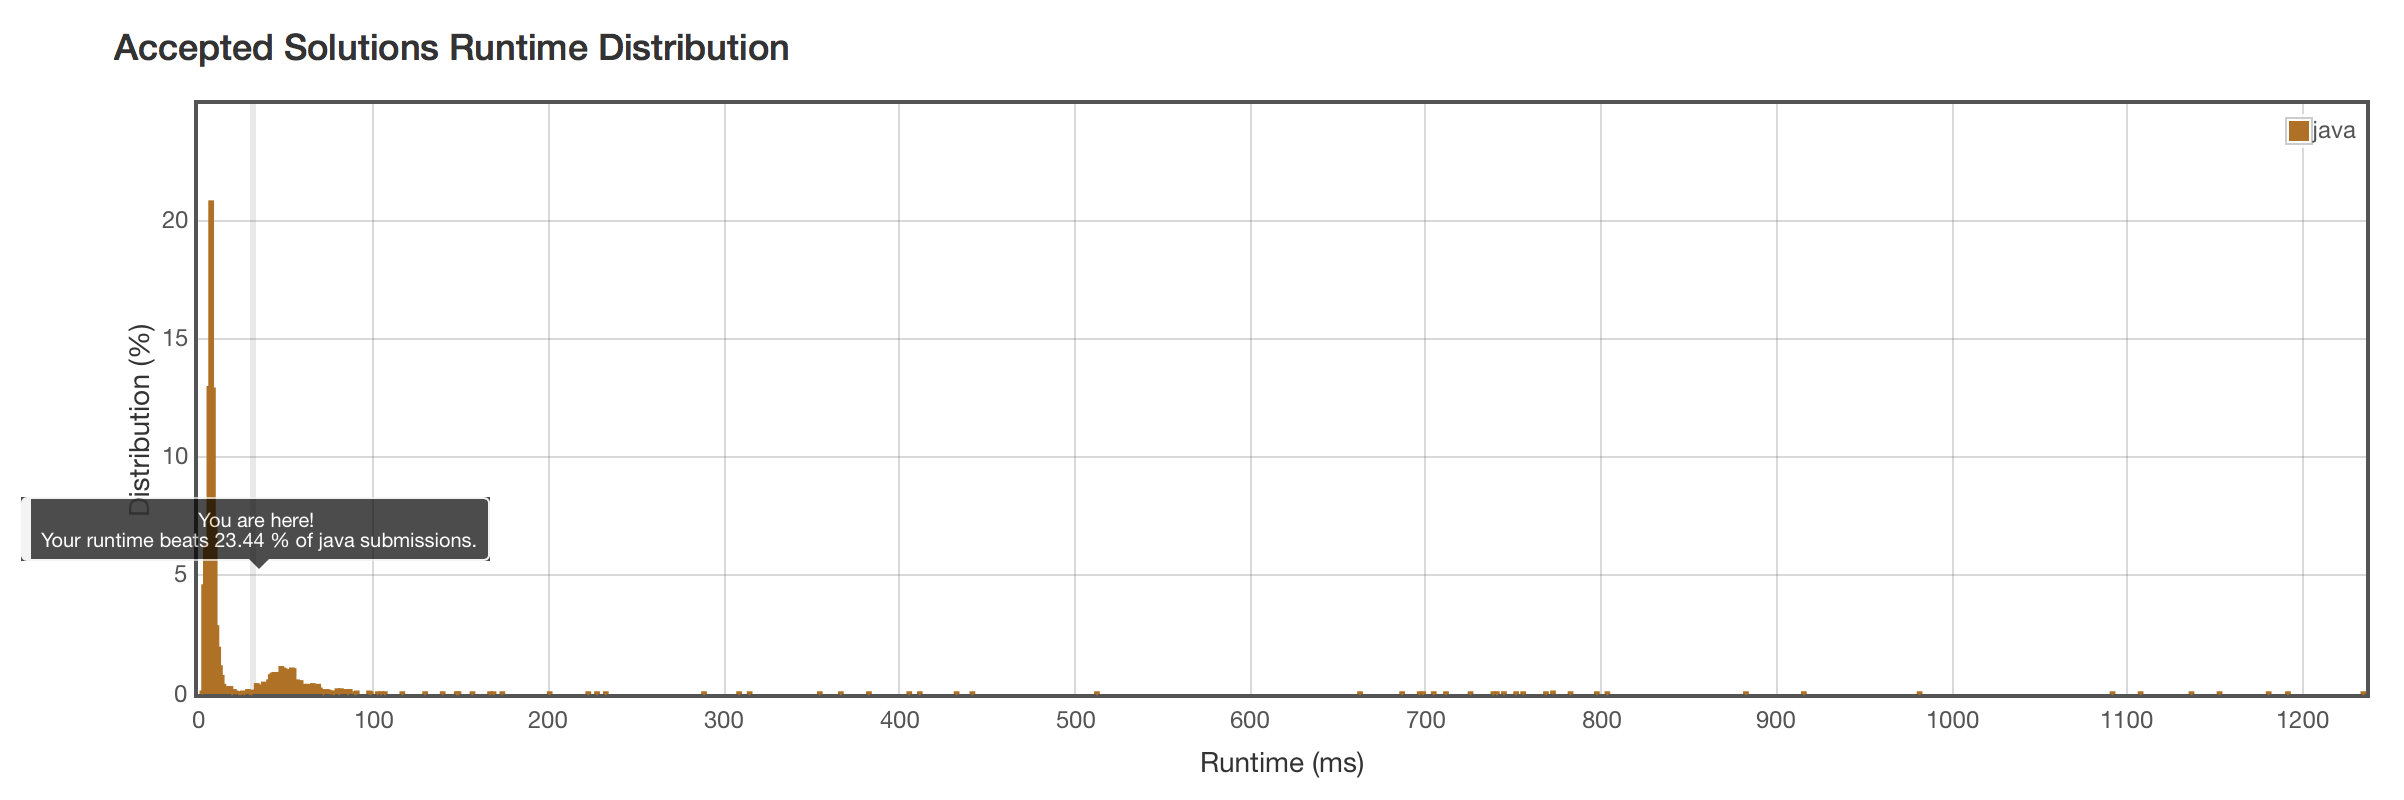 Accepted Solutions Runtime Distribution
java
Distribution (%)
20
15
10
5
0
You are here!
Your runtime beats 23.44 % of java submissions.
0 100 200 300 400 500 600 700 800 900 1000 1100 1200
Runtime (ms)